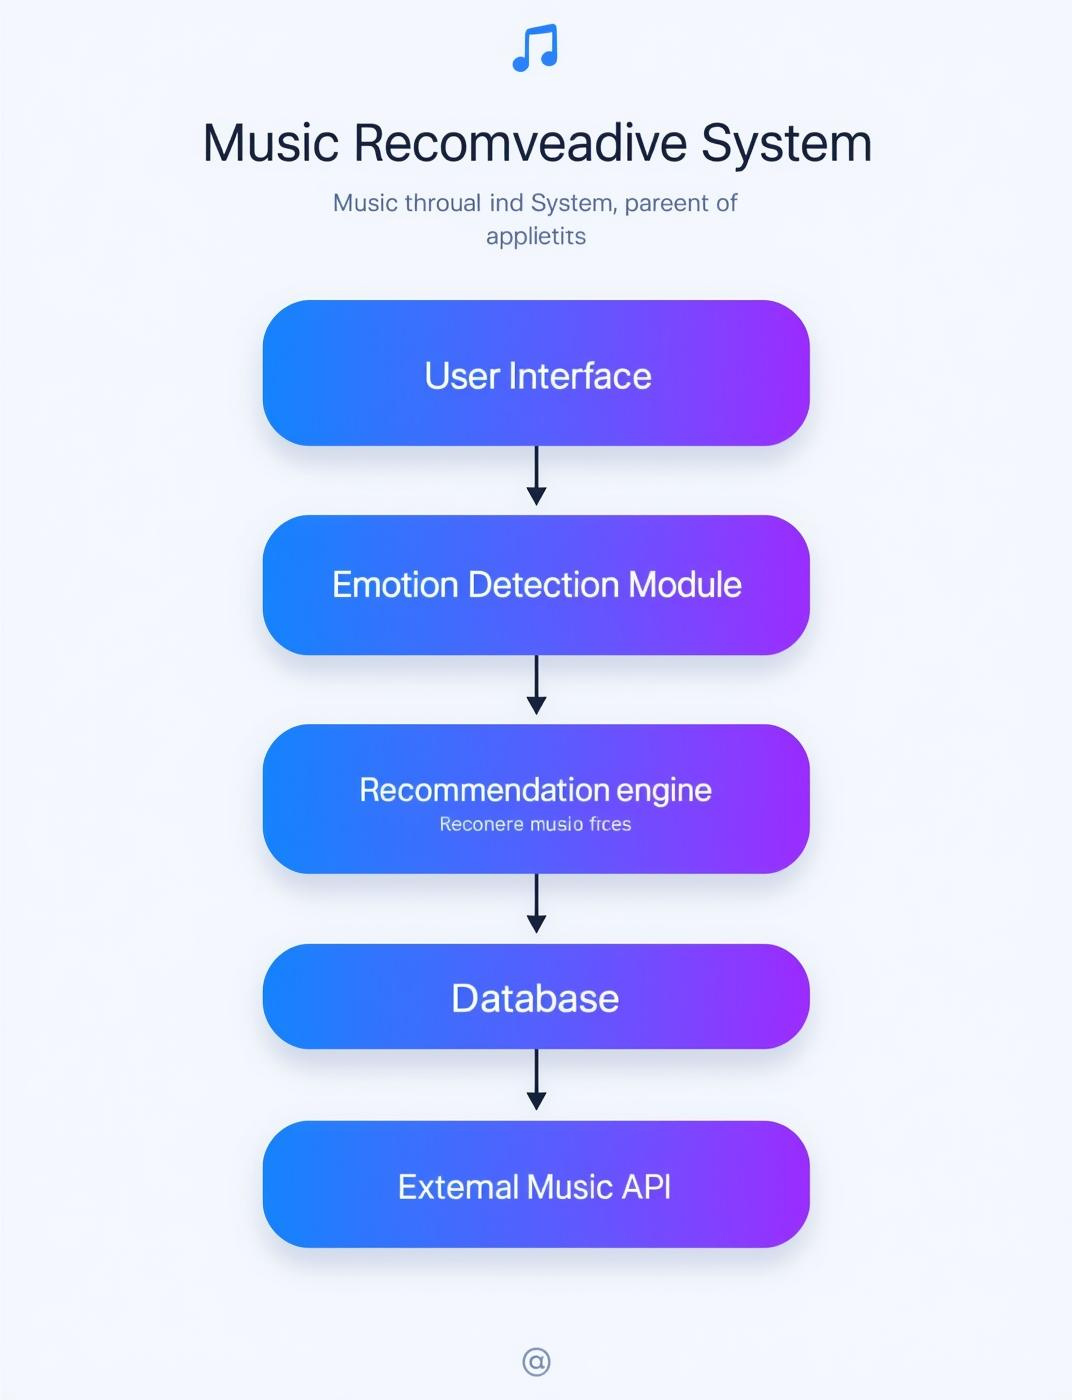 Music Recomveadive System
Music throual ind System, pareent of
applietits
User Interface
Emotion Detection Module
Recommendation engine
Reconere musio frces
Database
Extemal Music API
@